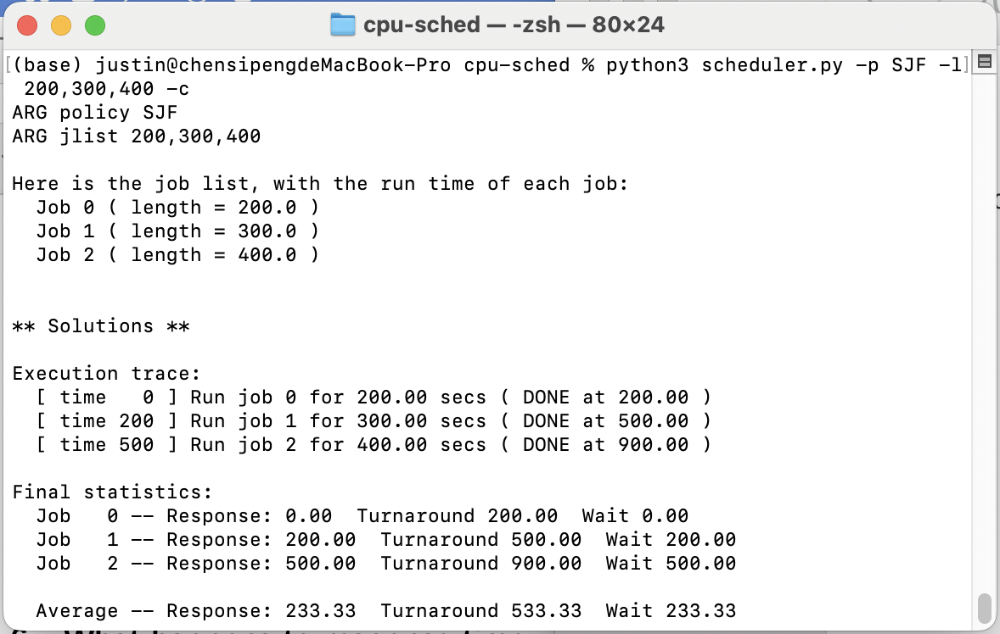 cpu-sched — -zsh — 80×24
[(base) justin@chensipengdeMacBook-Pro cpu-sched % python3 scheduler.py -p SJF -l]
 200,300,400 -c
ARG policy SJF
ARG jlist 200,300,400
Here is the job list, with the run time of each job:
  Job 0 ( length = 200.0 )
  Job 1 ( length = 300.0 )
  Job 2 ( length = 400.0 )
** Solutions **
Execution trace:
  [ time   0 ] Run job 0 for 200.00 secs ( DONE at 200.00 )
  [ time 200 ] Run job 1 for 300.00 secs ( DONE at 500.00 )
  [ time 500 ] Run job 2 for 400.00 secs ( DONE at 900.00 )
Final statistics:
  Job   0 -- Response: 0.00  Turnaround 200.00  Wait 0.00
  Job   1 -- Response: 200.00  Turnaround 500.00  Wait 200.00
  Job   2 -- Response: 500.00  Turnaround 900.00  Wait 500.00
  Average -- Response: 233.33  Turnaround 533.33  Wait 233.33